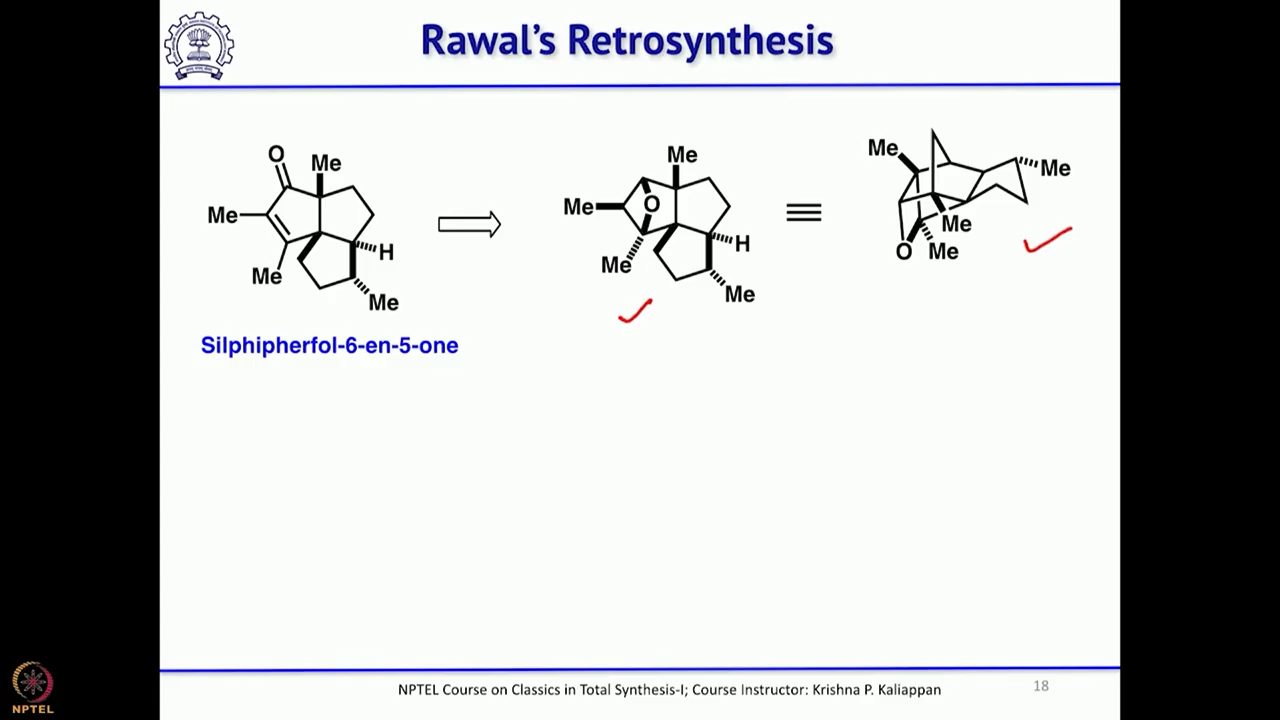 Rawal's Retrosynthesis
O
Me
Me
Me
H
Me
Me
Me
O
Me
H
Me
Me
Me
Me
O
Me
Silphipherfol-6-en-5-one
NPTEL Course on Classics in Total Synthesis-I; Course Instructor: Krishna P. Kaliappan
18
NPTEL